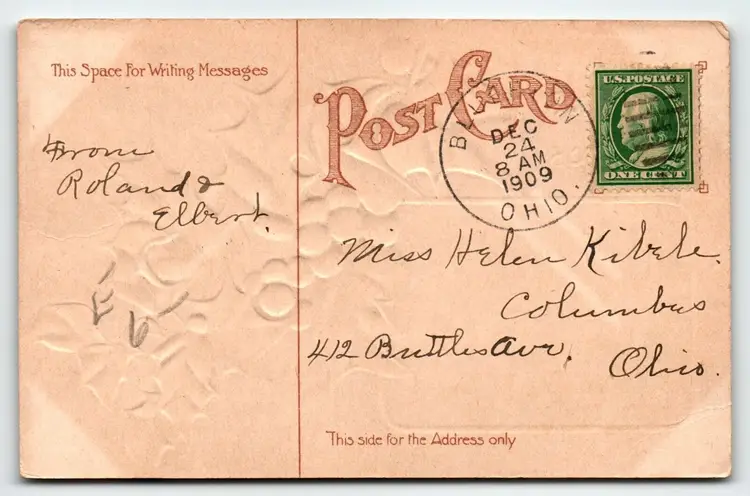 This Space For Writing Messages
POST CARD
U.S. POSTAGE
ONE CENT
DEC
24
8 AM
1909
OHIO.
From
Roland &
Elbert.
Miss Helen Kibele.
Columbus
412 Buttles Ave.
Ohio.
This side for the Address only